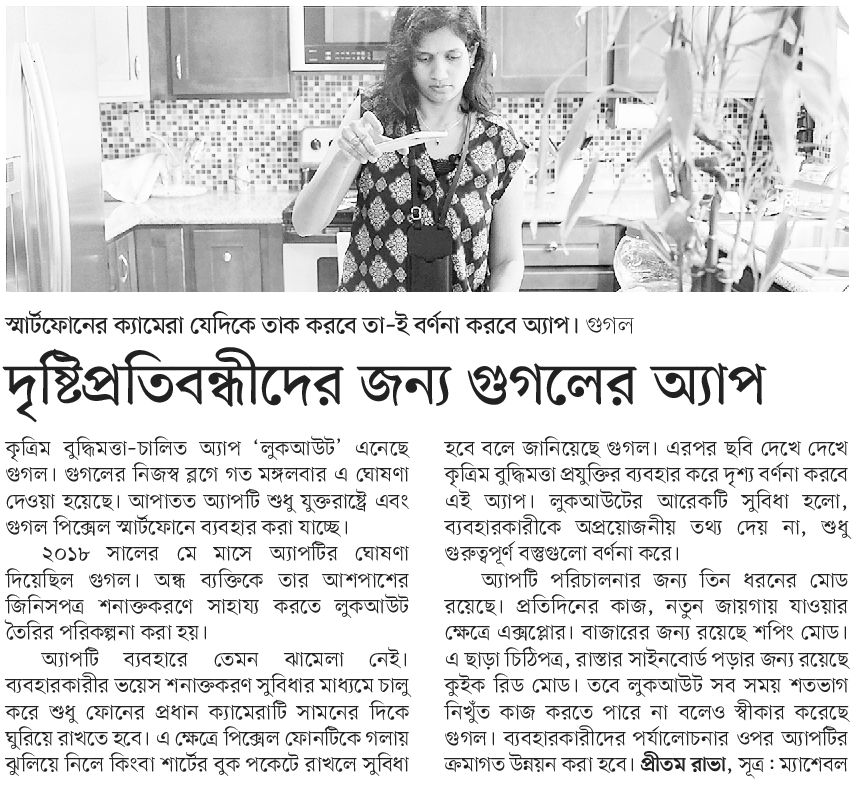 স্মার্টফোনের ক্যামেরা যেদিকে তাক করবে তা-ই বর্ণনা করবে অ্যাপ। গুগল
দৃষ্টিপ্রতিবন্ধীদের জন্য গুগলের অ্যাপ
কৃত্রিম বুদ্ধিমত্তা-চালিত অ্যাপ ‘লুকআউট’ এনেছে
গুগল। গুগলের নিজস্ব ব্লগে গত মঙ্গলবার এ ঘোষণা
দেওয়া হয়েছে। আপাতত অ্যাপটি শুধু যুক্তরাষ্ট্রে এবং
গুগল পিক্সেল স্মার্টফোনে ব্যবহার করা যাচ্ছে।
২০১৮ সালের মে মাসে অ্যাপটির ঘোষণা
দিয়েছিল গুগল। অন্ধ ব্যক্তিকে তার আশপাশের
জিনিসপত্র শনাক্তকরণে সাহায্য করতে লুকআউট
তৈরির পরিকল্পনা করা হয়।
অ্যাপটি ব্যবহারে তেমন ঝামেলা নেই।
ব্যবহারকারীর ভয়েস শনাক্তকরণ সুবিধার মাধ্যমে চালু
করে শুধু ফোনের প্রধান ক্যামেরাটি সামনের দিকে
ঘুরিয়ে রাখতে হবে। এ ক্ষেত্রে পিক্সেল ফোনটিকে গলায়
ঝুলিয়ে নিলে কিংবা শার্টের বুক পকেটে রাখলে সুবিধা
হবে বলে জানিয়েছে গুগল। এরপর ছবি দেখে দেখে
কৃত্রিম বুদ্ধিমত্তা প্রযুক্তির ব্যবহার করে দৃশ্য বর্ণনা করবে
এই অ্যাপ। লুকআউটের আরেকটি সুবিধা হলো,
ব্যবহারকারীকে অপ্রয়োজনীয় তথ্য দেয় না, শুধু
গুরুত্বপূর্ণ বস্তুগুলো বর্ণনা করে।
অ্যাপটি পরিচালনার জন্য তিন ধরনের মোড
রয়েছে। প্রতিদিনের কাজ, নতুন জায়গায় যাওয়ার
ক্ষেত্রে এক্সপ্লোর। বাজারের জন্য রয়েছে শপিং মোড।
এ ছাড়া চিঠিপত্র, রাস্তার সাইনবোর্ড পড়ার জন্য রয়েছে
কুইক রিড মোড। তবে লুকআউট সব সময় শতভাগ
নিখুঁত কাজ করতে পারে না বলেও স্বীকার করেছে
গুগল। ব্যবহারকারীদের পর্যালোচনার ওপর অ্যাপটির
ক্রমাগত উন্নয়ন করা হবে। প্রীতম রাভা, সূত্র : ম্যাশেবল